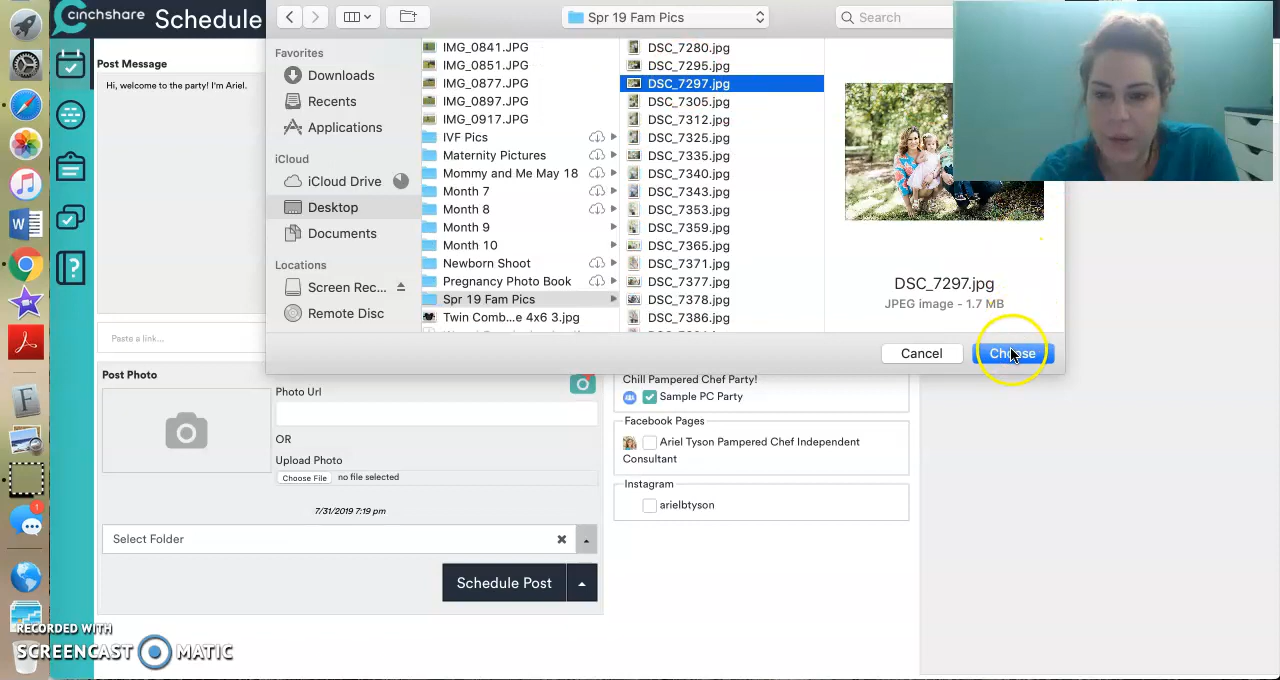 cinchshare Schedule
Post Message
Hi, welcome to the party! I'm Ariel.
Paste a link...
Spr 19 Fam Pics
Search
Favorites
Downloads
Recents
Applications
iCloud
iCloud Drive
Desktop
Documents
Locations
Screen Rec...
Remote Disc
IMG_0841.JPG
IMG_0851.JPG
IMG_0877.JPG
IMG_0897.JPG
IMG_0917.JPG
IVF Pics
Maternity Pictures
Mommy and Me May 18
Month 7
Month 8
Month 9
Month 10
Newborn Shoot
Pregnancy Photo Book
Spr 19 Fam Pics
Twin Comb...e 4x6 3.jpg
DSC_7280.jpg
DSC_7295.jpg
DSC_7297.jpg
DSC_7305.jpg
DSC_7312.jpg
DSC_7325.jpg
DSC_7335.jpg
DSC_7340.jpg
DSC_7343.jpg
DSC_7353.jpg
DSC_7359.jpg
DSC_7365.jpg
DSC_7371.jpg
DSC_7377.jpg
DSC_7378.jpg
DSC_7386.jpg
DSC_7297.jpg
JPEG image - 1.7 MB
Cancel
Choose
Post Photo
Photo Url
OR
Upload Photo
Choose File no file selected
7/31/2019 7:19 pm
Select Folder
Schedule Post
Chill Pampered Chef Party!
Sample PC Party
Facebook Pages
Ariel Tyson Pampered Chef Independent
Consultant
Instagram
arielbtyson
1
RECORDED WITH
SCREENCAST MATIC